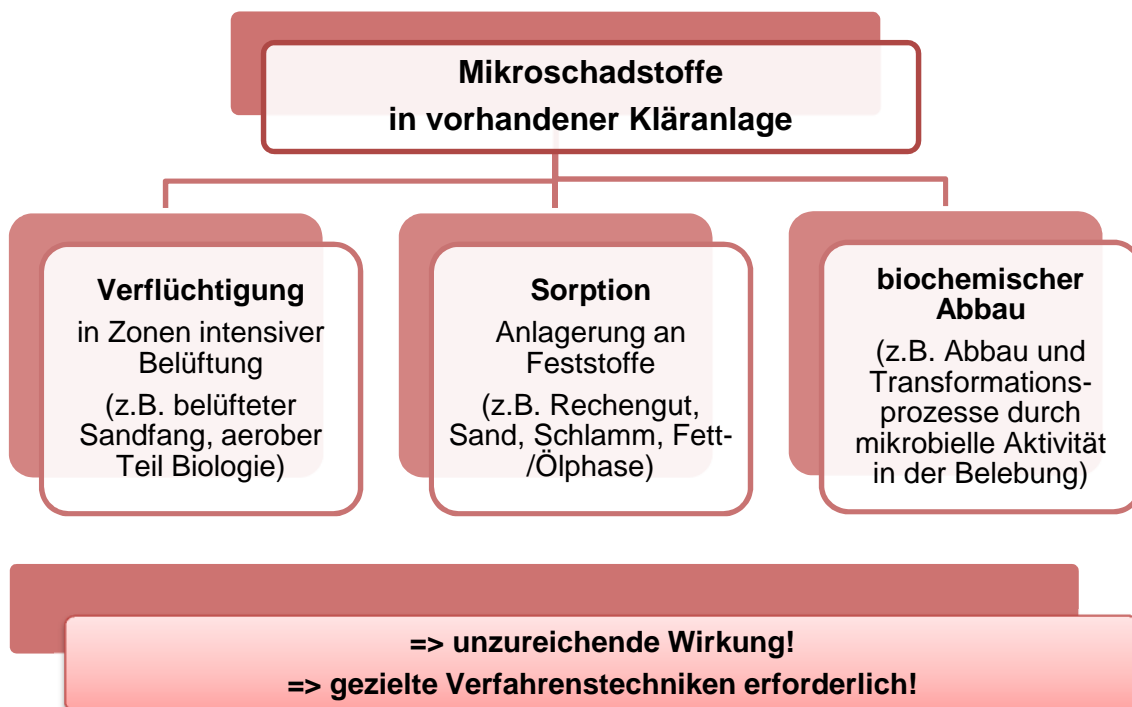 Mikroschadstoffe
in vorhandener Kläranlage
Verflüchtigung
in Zonen intensiver
Belüftung
(z.B. belüfteter
Sandfang, aerober
Teil Biologie)
Sorption
Anlagerung an
Feststoffe
(z.B. Rechengut,
Sand, Schlamm, Fett-
/Ölphase)
biochemischer
Abbau
(z.B. Abbau und
Transformations-
prozesse durch
mikrobielle Aktivität
in der Belebung)
=> unzureichende Wirkung!
=> gezielte Verfahrenstechniken erforderlich!